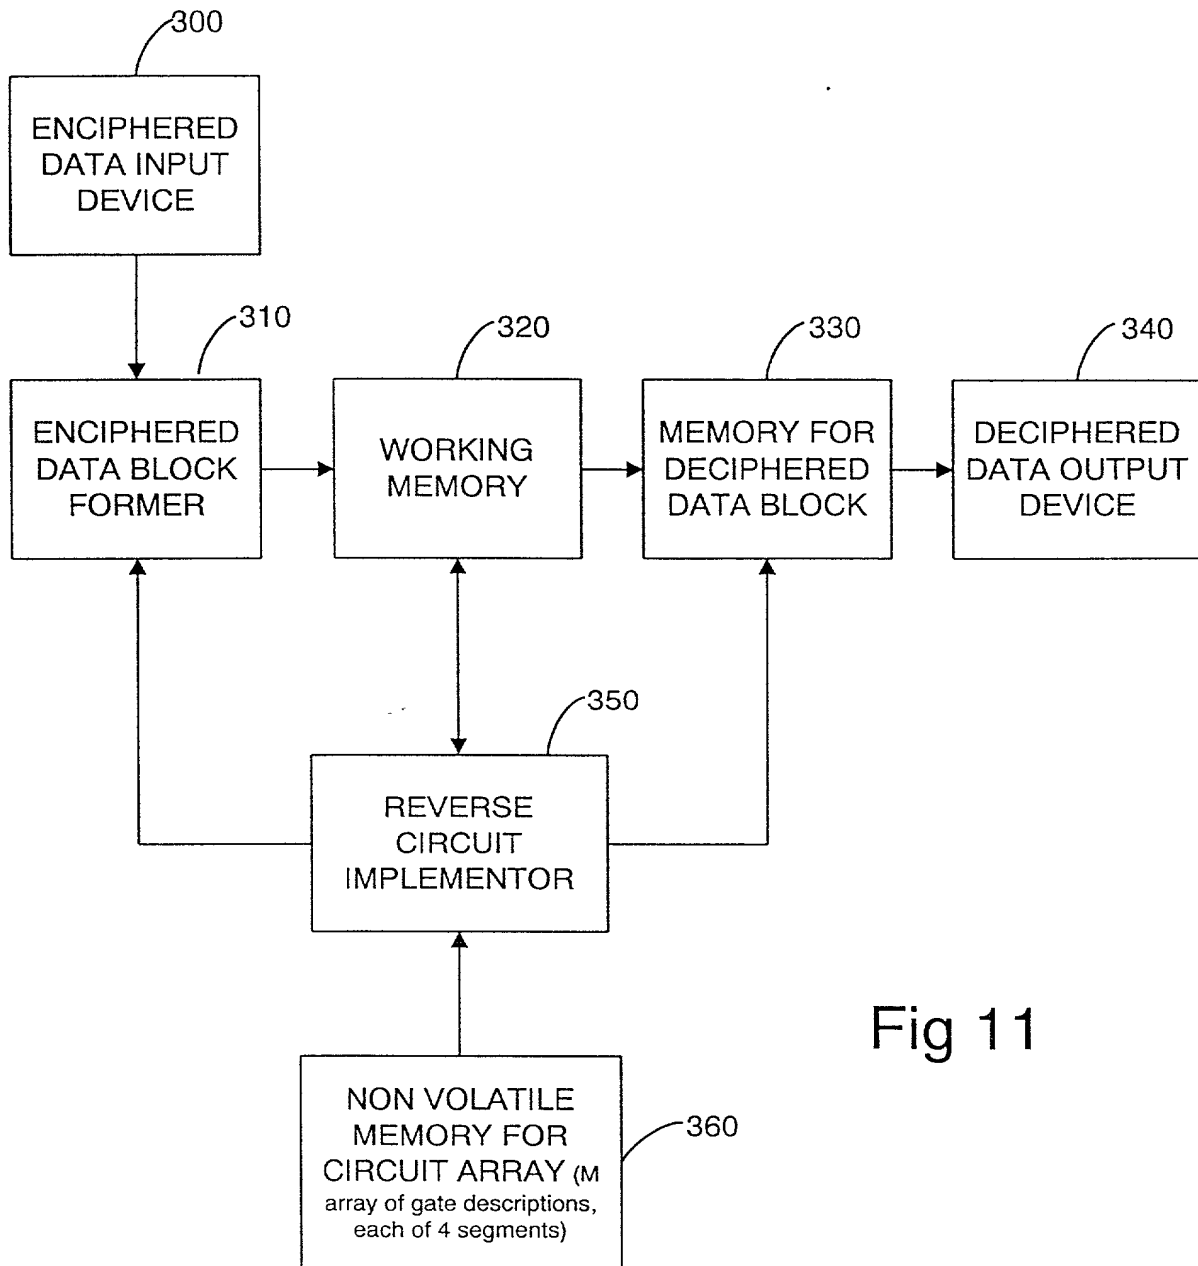 300
ENCIPHERED
DATA INPUT
DEVICE
310
320
330
340
ENCIPHERED
DATA BLOCK
FORMER
WORKING
MEMORY
MEMORY FOR
DECIPHERED
DATA BLOCK
DECIPHERED
DATA OUTPUT
DEVICE
350
REVERSE
CIRCUIT
IMPLEMENTOR
Fig 11
NON VOLATILE
MEMORY FOR
CIRCUIT ARRAY (M
array of gate descriptions,
each of 4 segments)
360